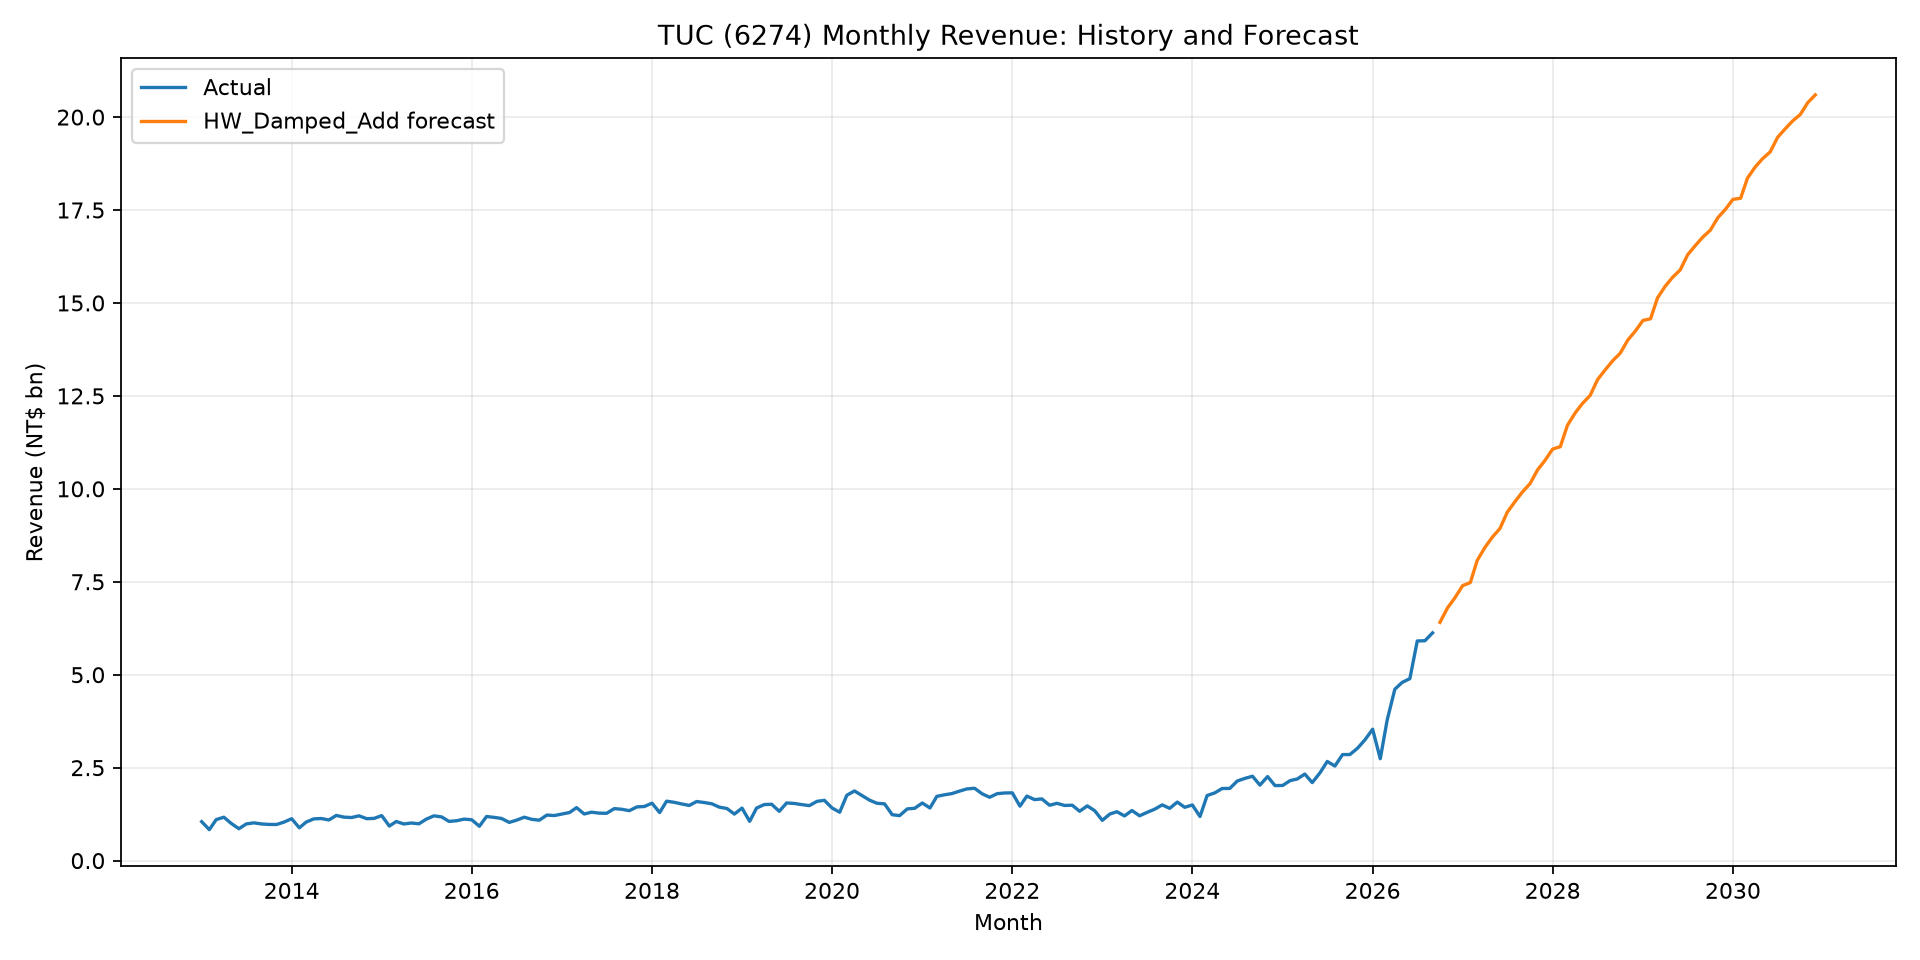 TUC (6274) Monthly Revenue: History and Forecast
Actual
HW_Damped_Add forecast
Revenue (NT$ bn)
20.0
17.5
15.0
12.5
10.0
7.5
5.0
2.5
0.0
2014 2016 2018 2020 2022 2024 2026 2028 2030
Month